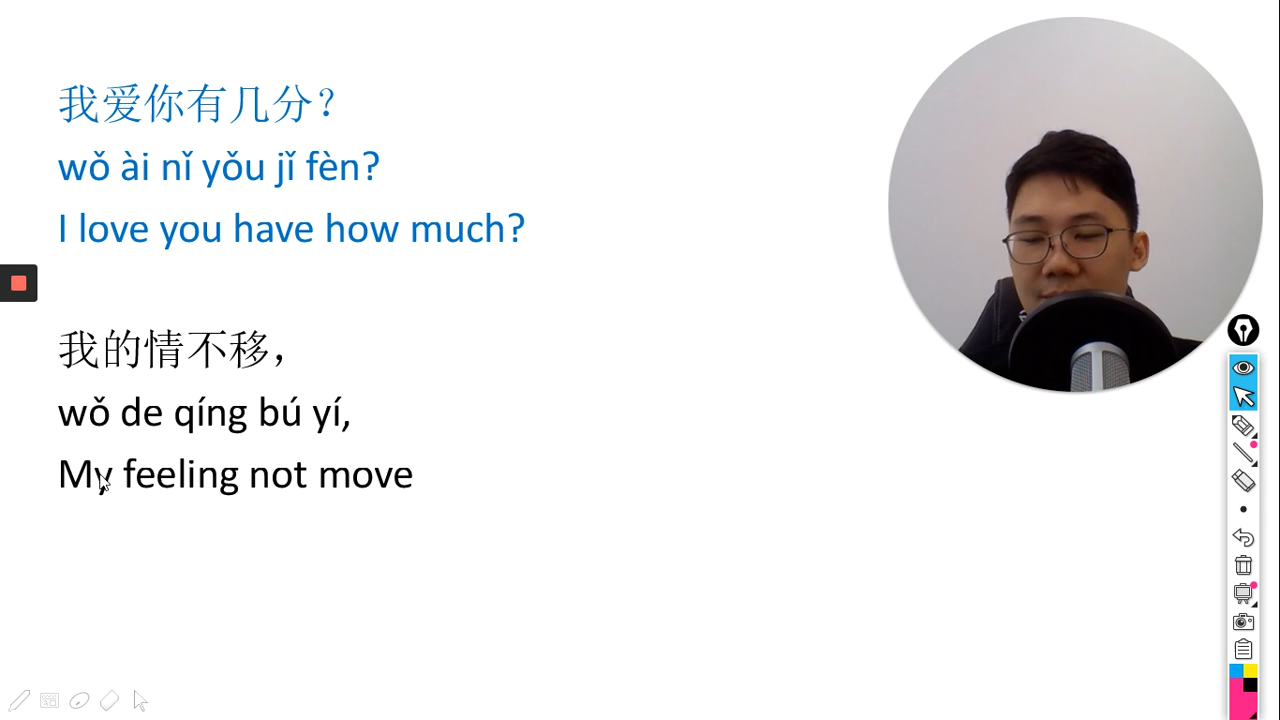 我爱你有几分？
wǒ ài nǐ yǒu jǐ fèn?
I love you have how much?
我的情不移，
wǒ de qíng bú yí,
My feeling not move